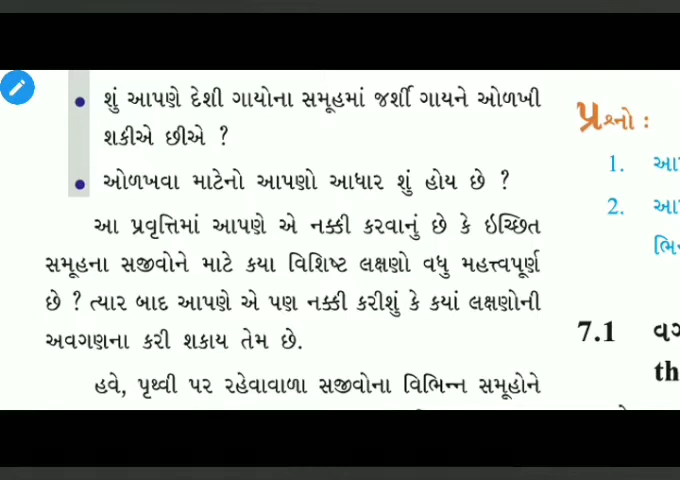 શું આપણે દેશી ગાયોના સમૂહમાં જર્શી ગાયને ઓળખી
શકીએ છીએ ?
ઓળખવા માટેનો આપણો આધાર શું હોય છે ?
આ પ્રવૃત્તિમાં આપણે એ નક્કી કરવાનું છે કે ઇચ્છિત
સમૂહના સજીવોને માટે કયા વિશિષ્ટ લક્ષણો વધુ મહત્ત્વપૂર્ણ
છે ? ત્યાર બાદ આપણે એ પણ નક્કી કરીશું કે કયાં લક્ષણોની
અવગણના કરી શકાય તેમ છે.
હવે, પૃથ્વી પર રહેવાવાળા સજીવોના વિભિન્ન સમૂહોને
પ્રશ્નો :
1.
2.
7.1
th